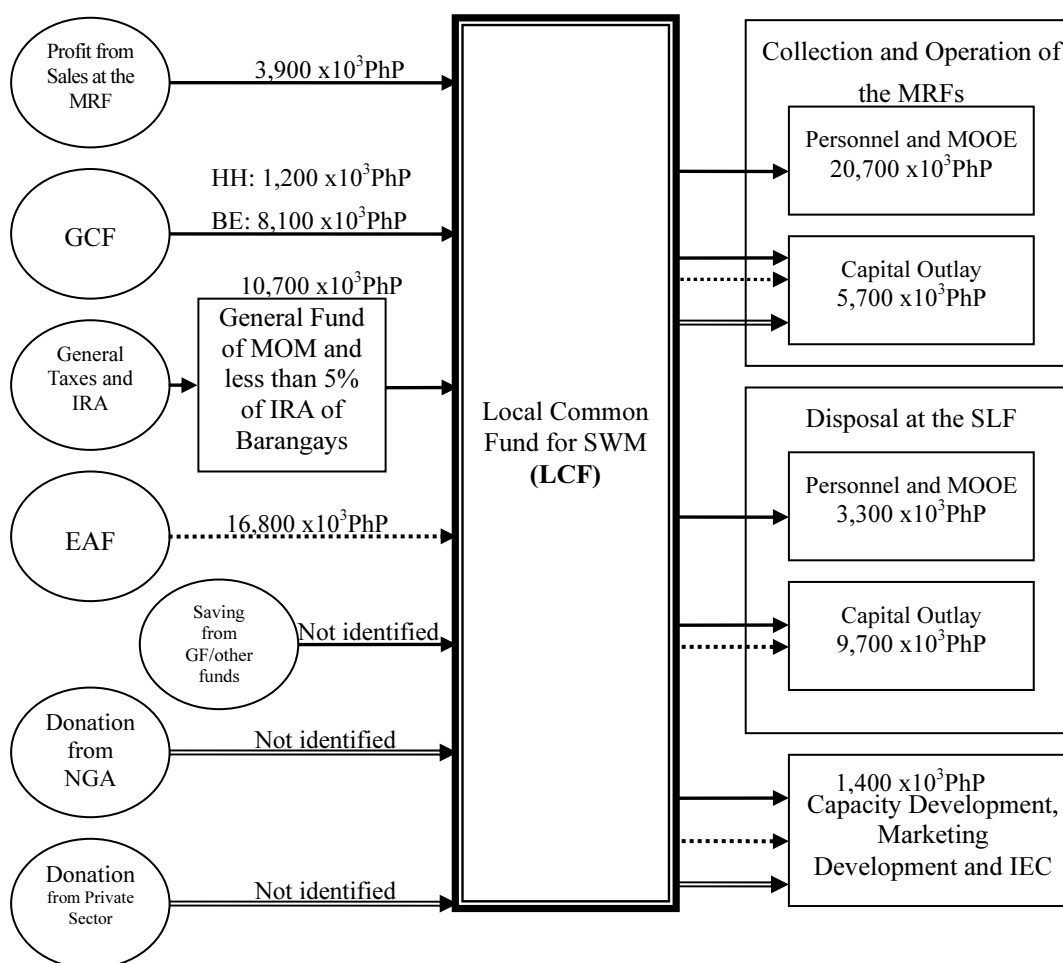 Profit from
Sales at the
MRF
3,900 x10³PhP
GCF
HH: 1,200 x10³PhP
BE: 8,100 x10³PhP
10,700 x10³PhP
General
Taxes and
IRA
General Fund
of MOM and
less than 5%
of IRA of
Barangays
EAF
16,800 x10³PhP
Saving
from
GF/other
funds
Not identified
Donation
from
NGA
Not identified
Donation
from Private
Sector
Not identified
Local Common
Fund for SWM
(LCF)
Collection and Operation of
the MRFs
Personnel and MOOE
20,700 x10³PhP
Capital Outlay
5,700 x10³PhP
Disposal at the SLF
Personnel and MOOE
3,300 x10³PhP
Capital Outlay
9,700 x10³PhP
1,400 x10³PhP
Capacity Development,
Marketing
Development and IEC